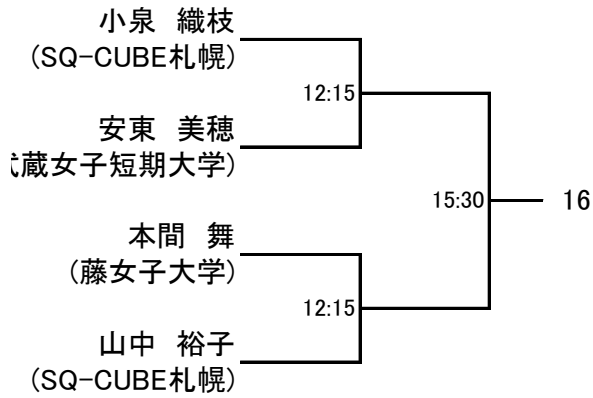 小泉　織枝
(SQ-CUBE札幌)
12:15
安東　美穂
蔵女子短期大学)
15:30
16
本間　舞
(藤女子大学)
12:15
山中　裕子
(SQ-CUBE札幌)